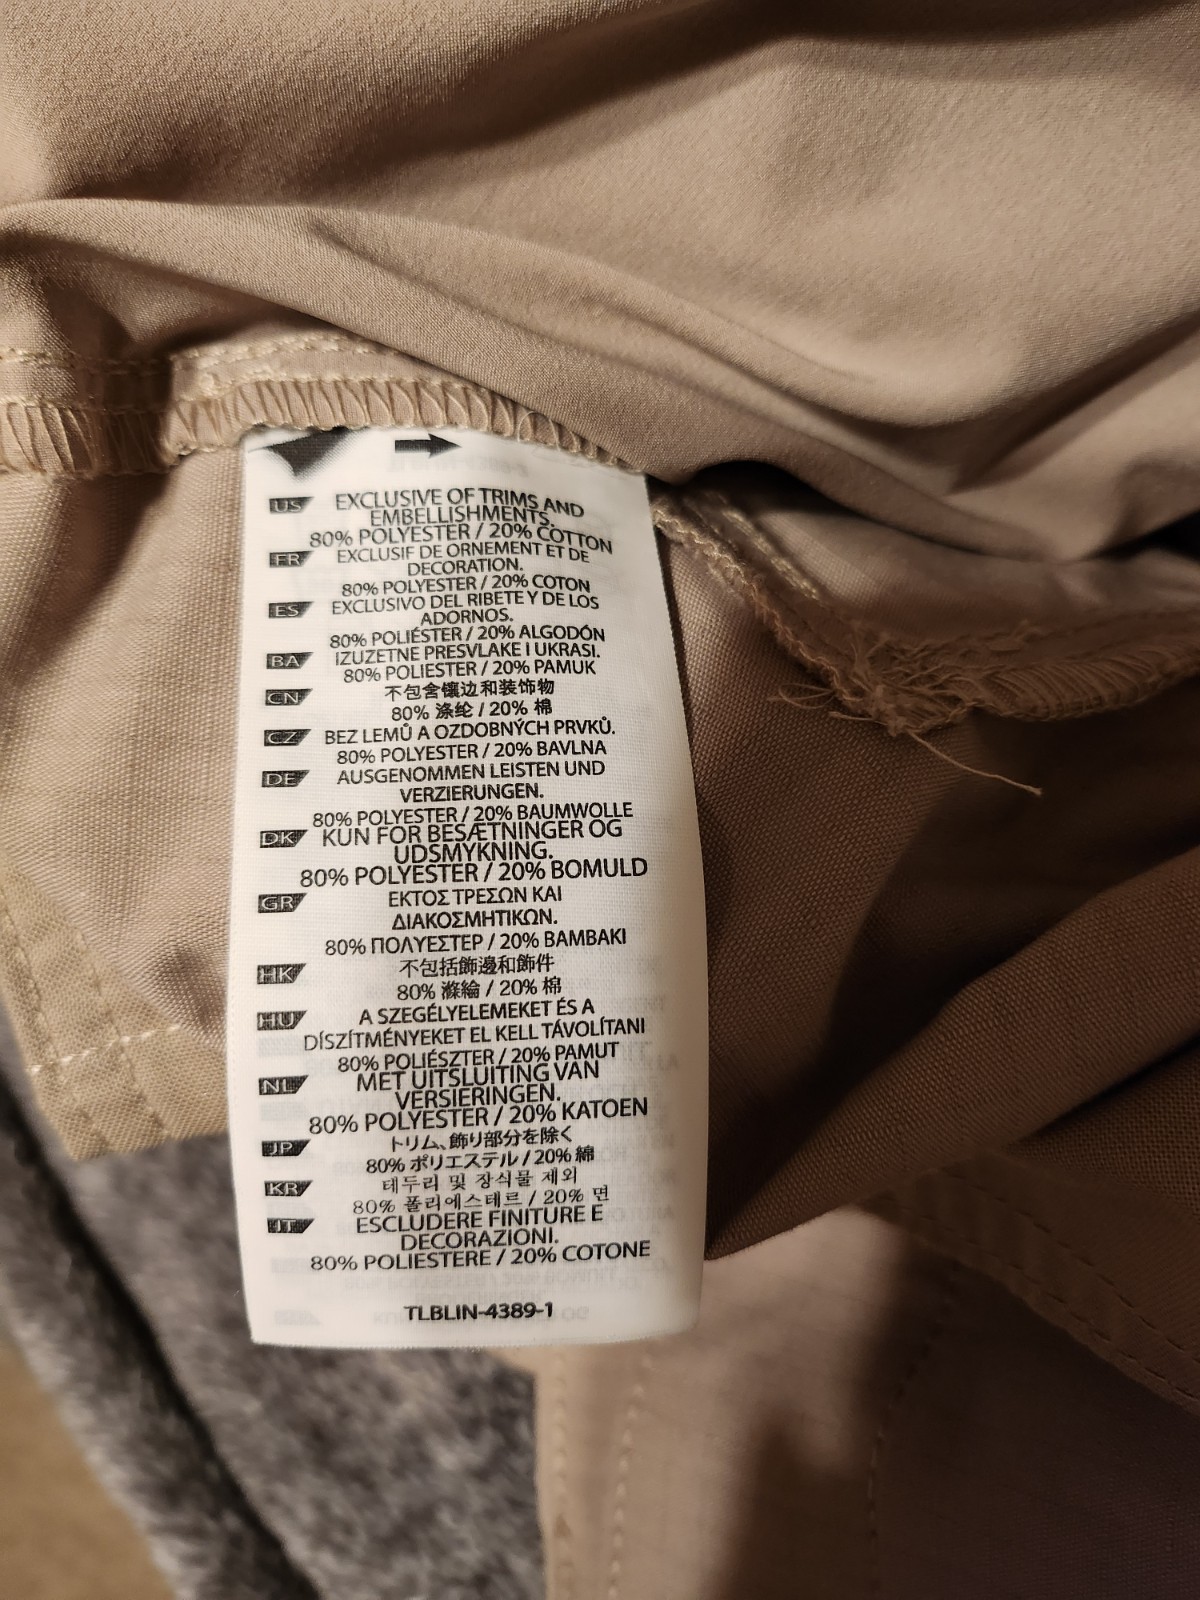 US EXCLUSIVE OF TRIMS AND
EMBELLISHMENTS.
80% POLYESTER / 20% COTTON
FR EXCLUSIF DE ORNEMENT ET DE
DECORATION.
80% POLYESTER / 20% COTON
ES EXCLUSIVO DEL RIBETE Y DE LOS
ADORNOS.
80% POLIÉSTER / 20% ALGODÓN
BA IZUZETNE PRESVLAKE I UKRASI.
80% POLIESTER / 20% PAMUK
CN 不包含镶边和装饰物
80% 涤纶 / 20% 棉
CZ BEZ LEMŮ A OZDOBNÝCH PRVKŮ.
80% POLYESTER / 20% BAVLNA
DE AUSGENOMMEN LEISTEN UND
VERZIERUNGEN.
80% POLYESTER / 20% BAUMWOLLE
DK KUN FOR BESÆTNINGER OG
UDSMYKNING.
80% POLYESTER / 20% BOMULD
GR ΕΚΤΟΣ ΤΡΕΣΩΝ ΚΑΙ
ΔΙΑΚΟΣΜΗΤΙΚΩΝ.
80% ΠΟΛΥΕΣΤΕΡ / 20% ΒΑΜΒΑΚΙ
HK 不包括飾邊和飾件
80% 滌綸 / 20% 棉
HU A SZEGÉLYELEMEKET ÉS A
DÍSZÍTMÉNYEKET EL KELL TÁVOLÍTANI
80% POLIÉSZTER / 20% PAMUT
NL MET UITSLUITING VAN
VERSIERINGEN.
80% POLYESTER / 20% KATOEN
JP トリム、飾り部分を除く
80% ポリエステル / 20% 綿
KR 테두리 및 장식물 제외
80% 폴리에스테르 / 20% 면
IT ESCLUDERE FINITURE E
DECORAZIONI.
80% POLIESTERE / 20% COTONE
TLBLIN-4389-1